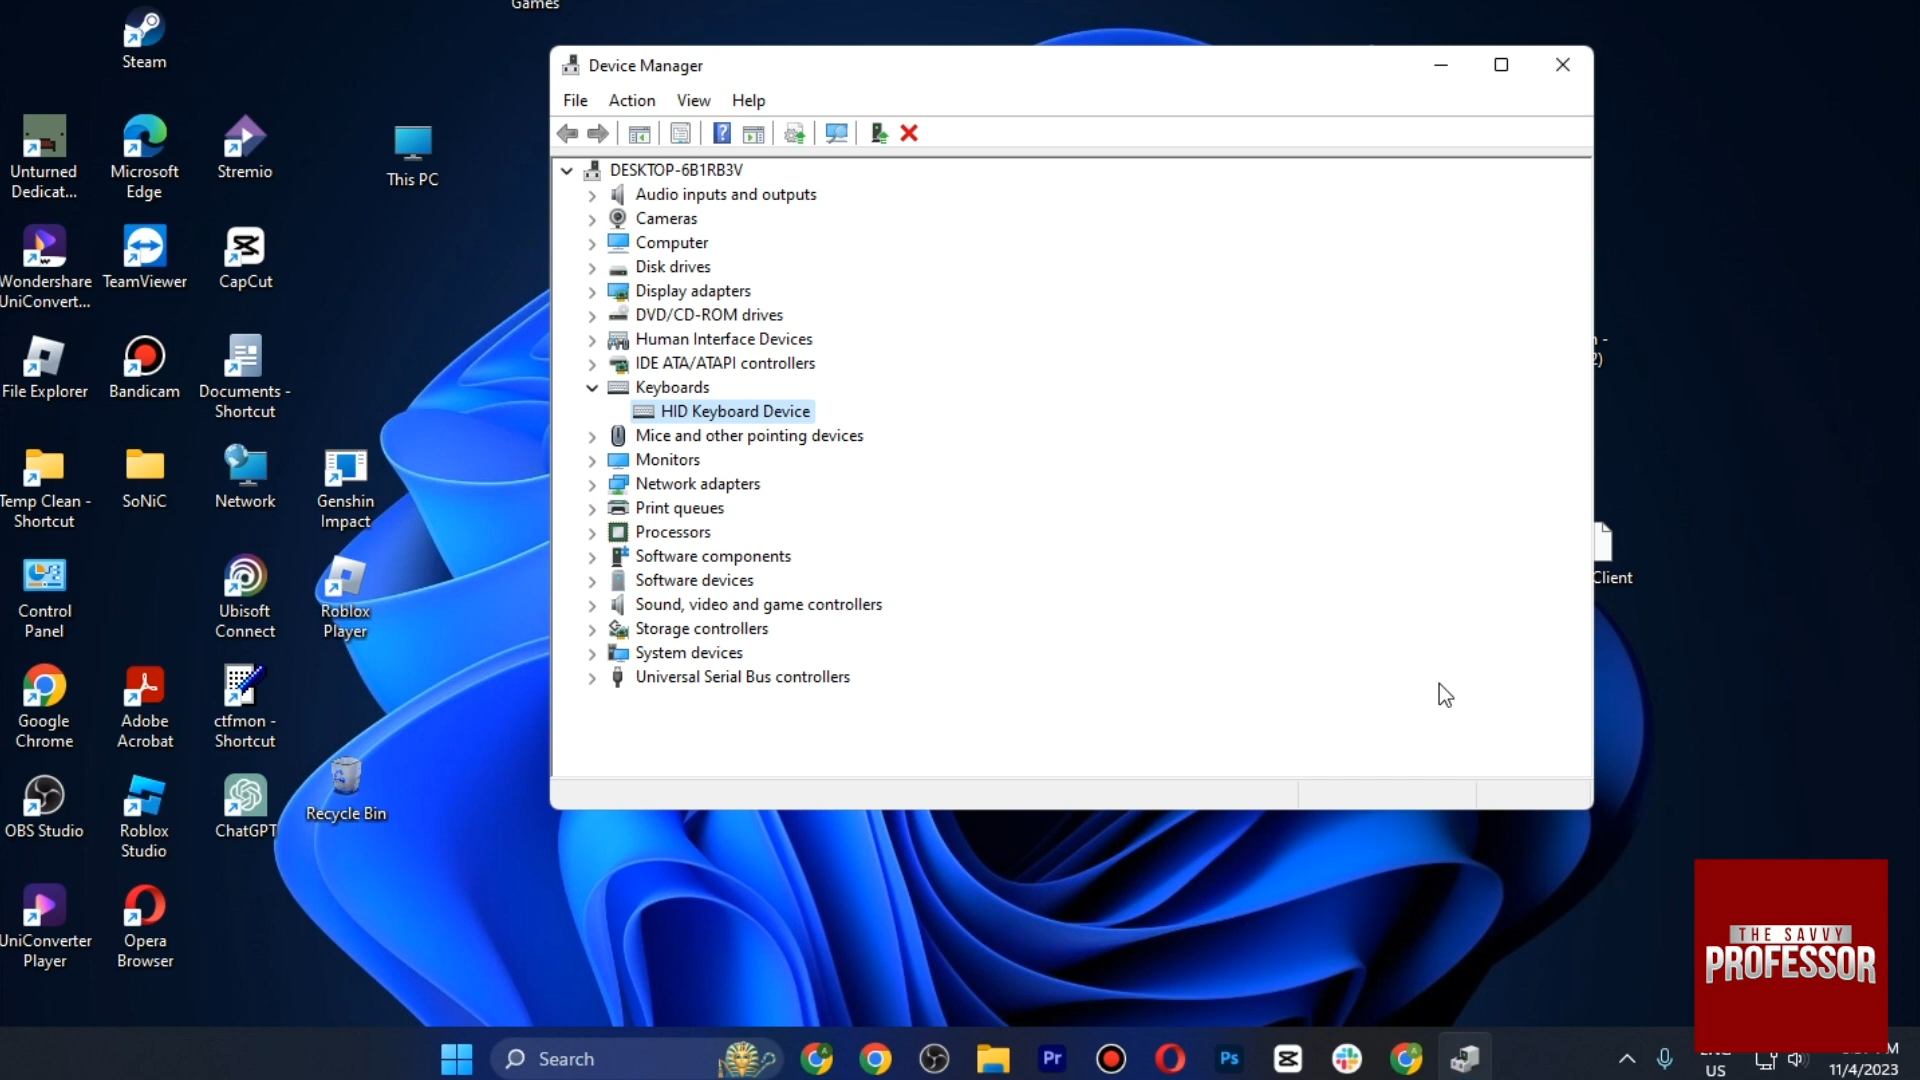 Games
Steam
Unturned
Dedicat...
Microsoft
Edge
Stremio
This PC
Wondershare
UniConvert...
TeamViewer
CapCut
File Explorer
Bandicam
Documents -
Shortcut
Temp Clean -
Shortcut
SoNiC
Network
Genshin
Impact
Control
Panel
Ubisoft
Connect
Roblox
Player
Google
Chrome
Adobe
Acrobat
ctfmon -
Shortcut
Recycle Bin
OBS Studio
Roblox
Studio
ChatGPT
UniConverter
Player
Opera
Browser
Device Manager
File Action View Help
DESKTOP-6B1RB3V
Audio inputs and outputs
Cameras
Computer
Disk drives
Display adapters
DVD/CD-ROM drives
Human Interface Devices
IDE ATA/ATAPI controllers
Keyboards
HID Keyboard Device
Mice and other pointing devices
Monitors
Network adapters
Print queues
Processors
Software components
Software devices
Sound, video and game controllers
Storage controllers
System devices
Universal Serial Bus controllers
Client
THE SAVVY
PROFESSOR
Search
Pr
Ps
US
11/4/2023